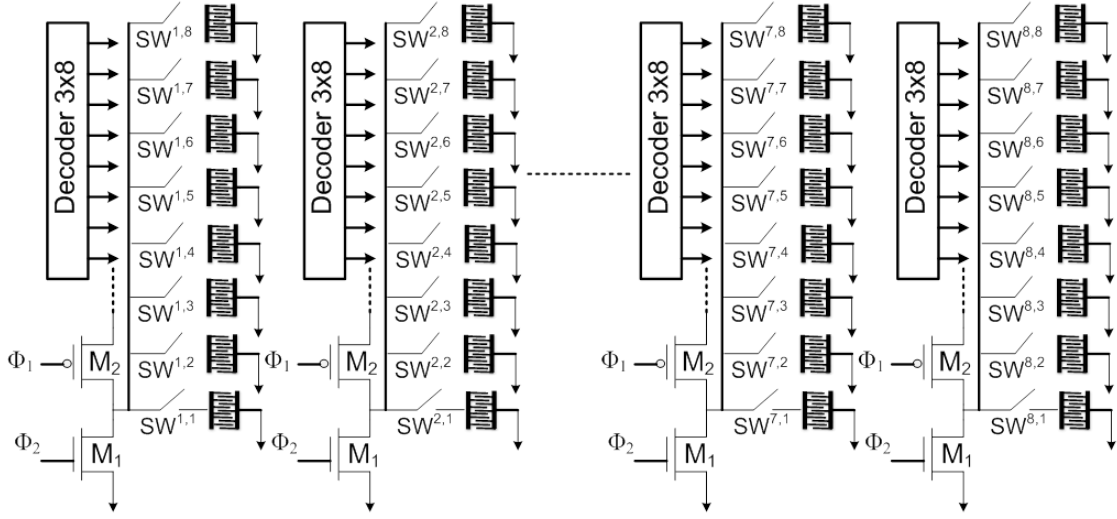 Decoder 3x8
SW1,8
SW1,7
SW1,6
SW1,5
SW1,4
SW1,3
SW1,2
SW1,1
Φ1
M2
Φ2
M1
Decoder 3x8
SW2,8
SW2,7
SW2,6
SW2,5
SW2,4
SW2,3
SW2,2
SW2,1
Φ1
M2
Φ2
M1
Decoder 3x8
SW7,8
SW7,7
SW7,6
SW7,5
SW7,4
SW7,3
SW7,2
SW7,1
Φ1
M2
Φ2
M1
Decoder 3x8
SW8,8
SW8,7
SW8,6
SW8,5
SW8,4
SW8,3
SW8,2
SW8,1
Φ1
M2
Φ2
M1